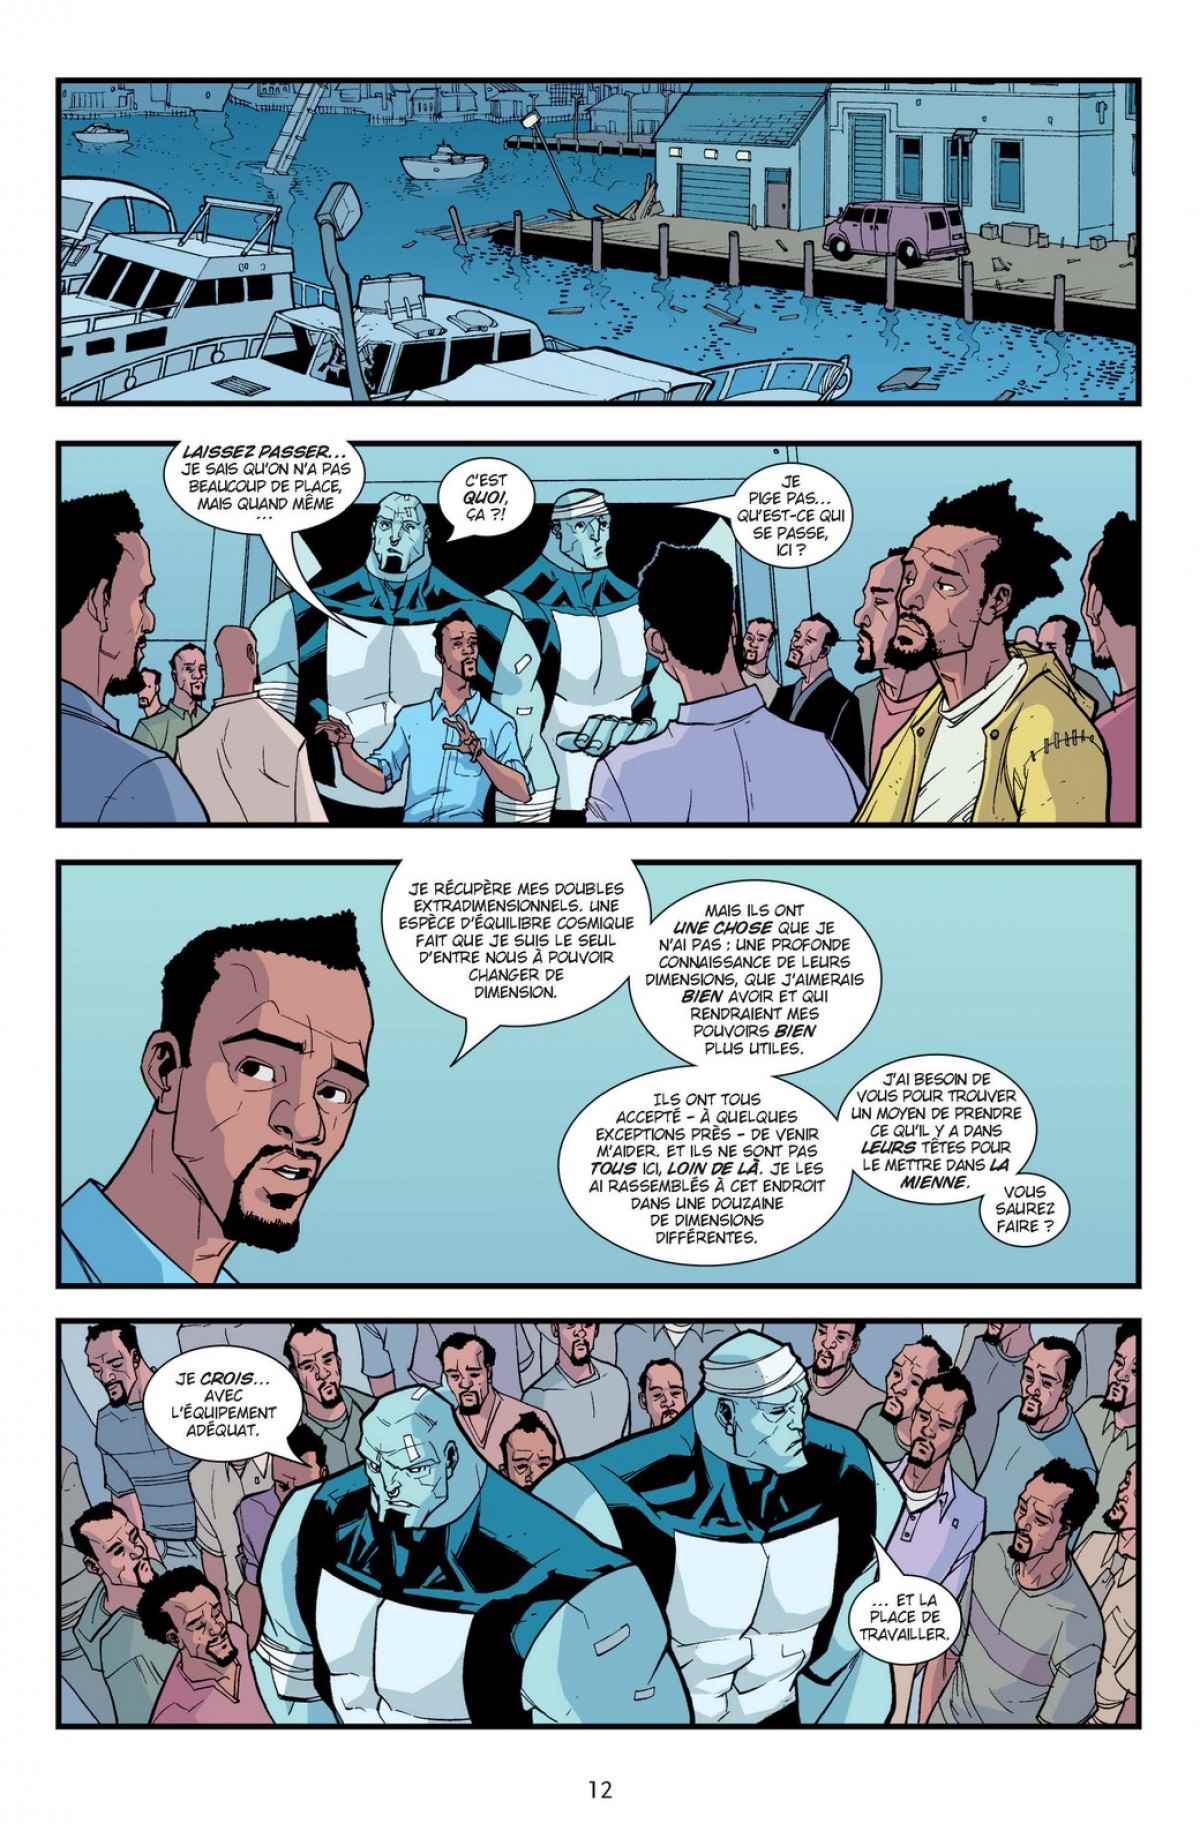 LAISSEZ PASSER...
JE SAIS QU'ON N'A PAS
BEAUCOUP DE PLACE,
MAIS QUAND MÊME
...
C'EST
QUOI,
ÇA ?!
JE
PIGE PAS...
QU'EST-CE QUI
SE PASSE,
ICI ?
JE RÉCUPÈRE MES DOUBLES
EXTRADIMENSIONNELS. UNE
ESPÈCE D'ÉQUILIBRE COSMIQUE
FAIT QUE JE SUIS LE SEUL
D'ENTRE NOUS À POUVOIR
CHANGER DE
DIMENSION.
MAIS ILS ONT
UNE CHOSE QUE JE
N'AI PAS : UNE PROFONDE
CONNAISSANCE DE LEURS
DIMENSIONS, QUE J'AIMERAIS
BIEN AVOIR ET QUI
RENDRAIENT MES
POUVOIRS BIEN
PLUS UTILES.
ILS ONT TOUS
ACCEPTÉ - À QUELQUES
EXCEPTIONS PRÈS - DE VENIR
M'AIDER. ET ILS NE SONT PAS
TOUS ICI, LOIN DE LÀ. JE LES
AI RASSEMBLÉS À CET ENDROIT
DANS UNE DOUZAINE
DE DIMENSIONS
DIFFÉRENTES.
J'AI BESOIN DE
VOUS POUR TROUVER
UN MOYEN DE PRENDRE
CE QU'IL Y A DANS
LEURS TÊTES POUR
LE METTRE DANS LA
MIENNE.
VOUS
SAUREZ
FAIRE ?
JE CROIS...
AVEC
L'ÉQUIPEMENT
ADÉQUAT.
... ET LA
PLACE DE
TRAVAILLER.
12